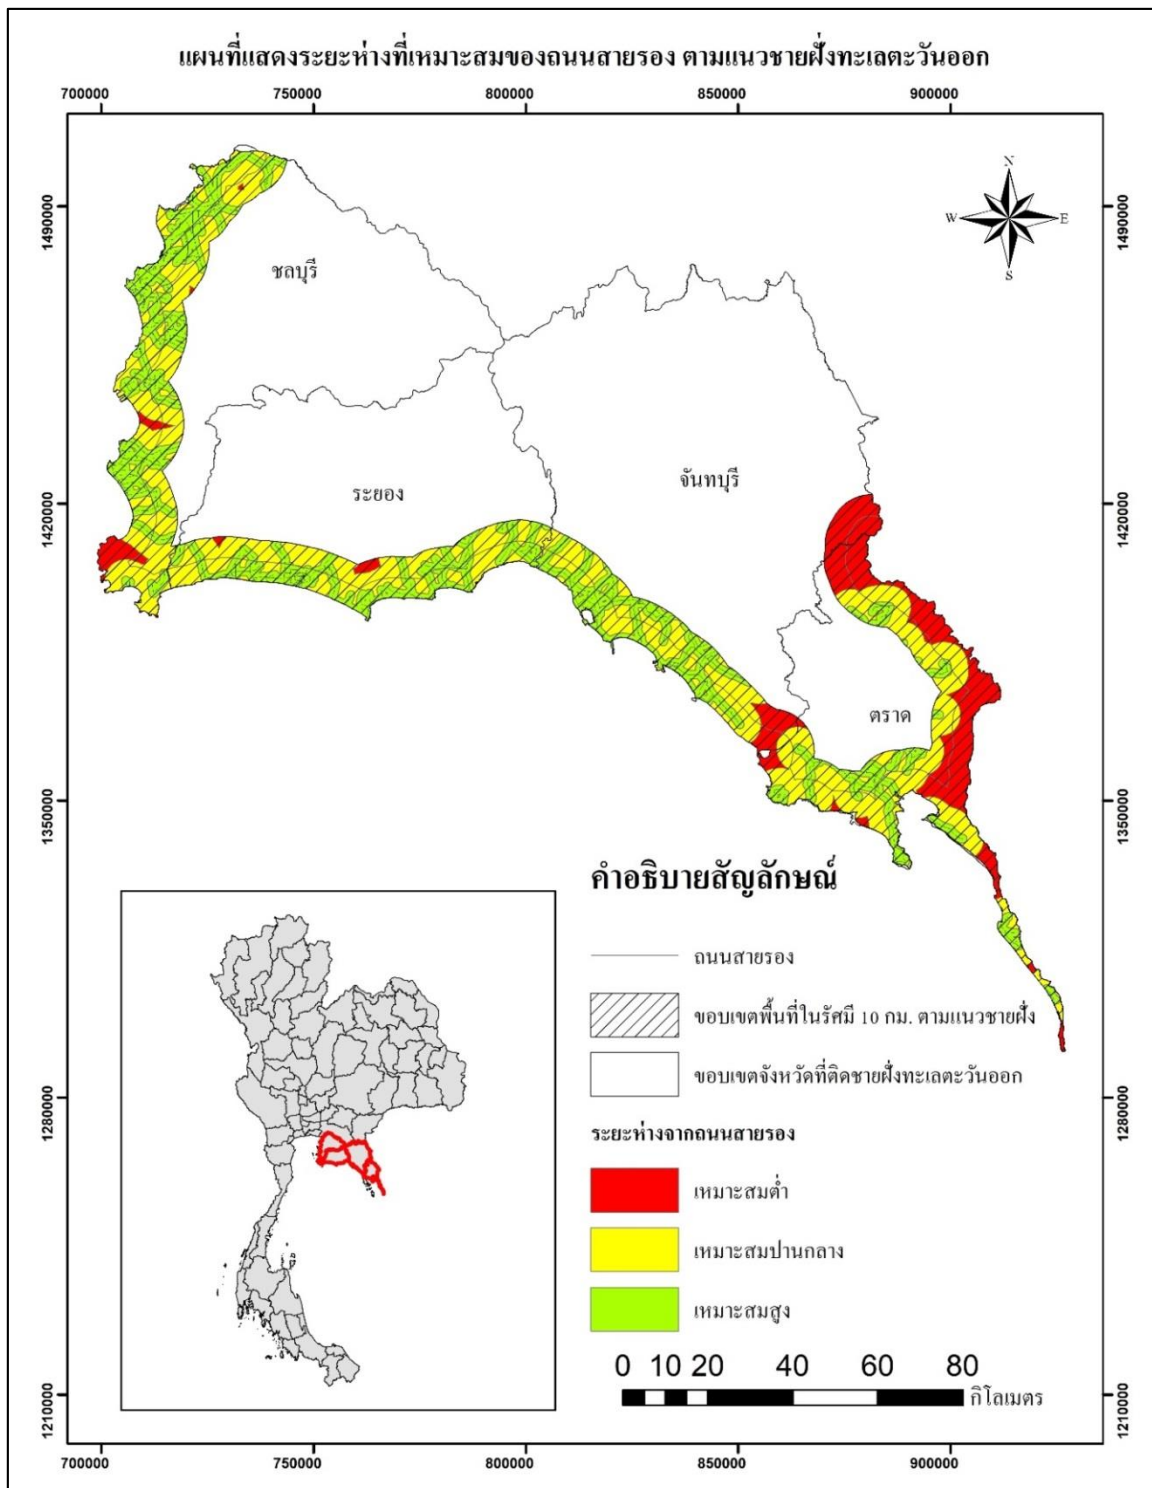 แผนที่แสดงระยะห่างที่เหมาะสมของถนนสายรอง ตามแนวชายฝั่งทะเลตะวันออก
700000 750000 800000 850000 900000
N
W E
S
1490000 1490000
ชลบุรี
ระยอง
จันทบุรี
1420000 1420000
ตราด
1350000 1350000
คำอธิบายสัญลักษณ์
ถนนสายรอง
ขอบเขตพื้นที่ในรัศมี 10 กม. ตามแนวชายฝั่ง
ขอบเขตจังหวัดที่ติดชายฝั่งทะเลตะวันออก
1280000 1280000
ระยะห่างจากถนนสายรอง
เหมาะสมต่ำ
เหมาะสมปานกลาง
เหมาะสมสูง
0 10 20 40 60 80
กิโลเมตร
1210000 1210000
700000 750000 800000 850000 900000